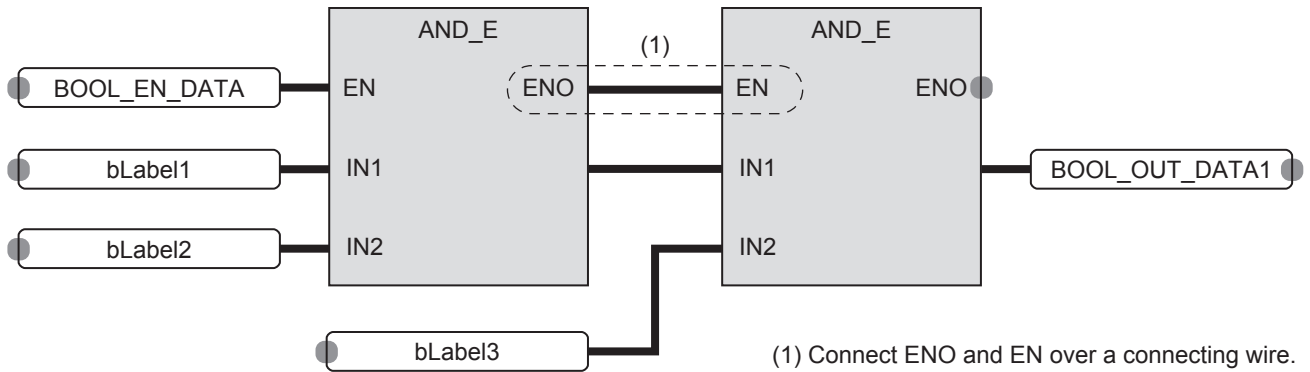 AND_E
AND_E
(1)
BOOL_EN_DATA
EN
ENO
EN
ENO
bLabel1
IN1
IN1
BOOL_OUT_DATA1
bLabel2
IN2
IN2
bLabel3
(1) Connect ENO and EN over a connecting wire.